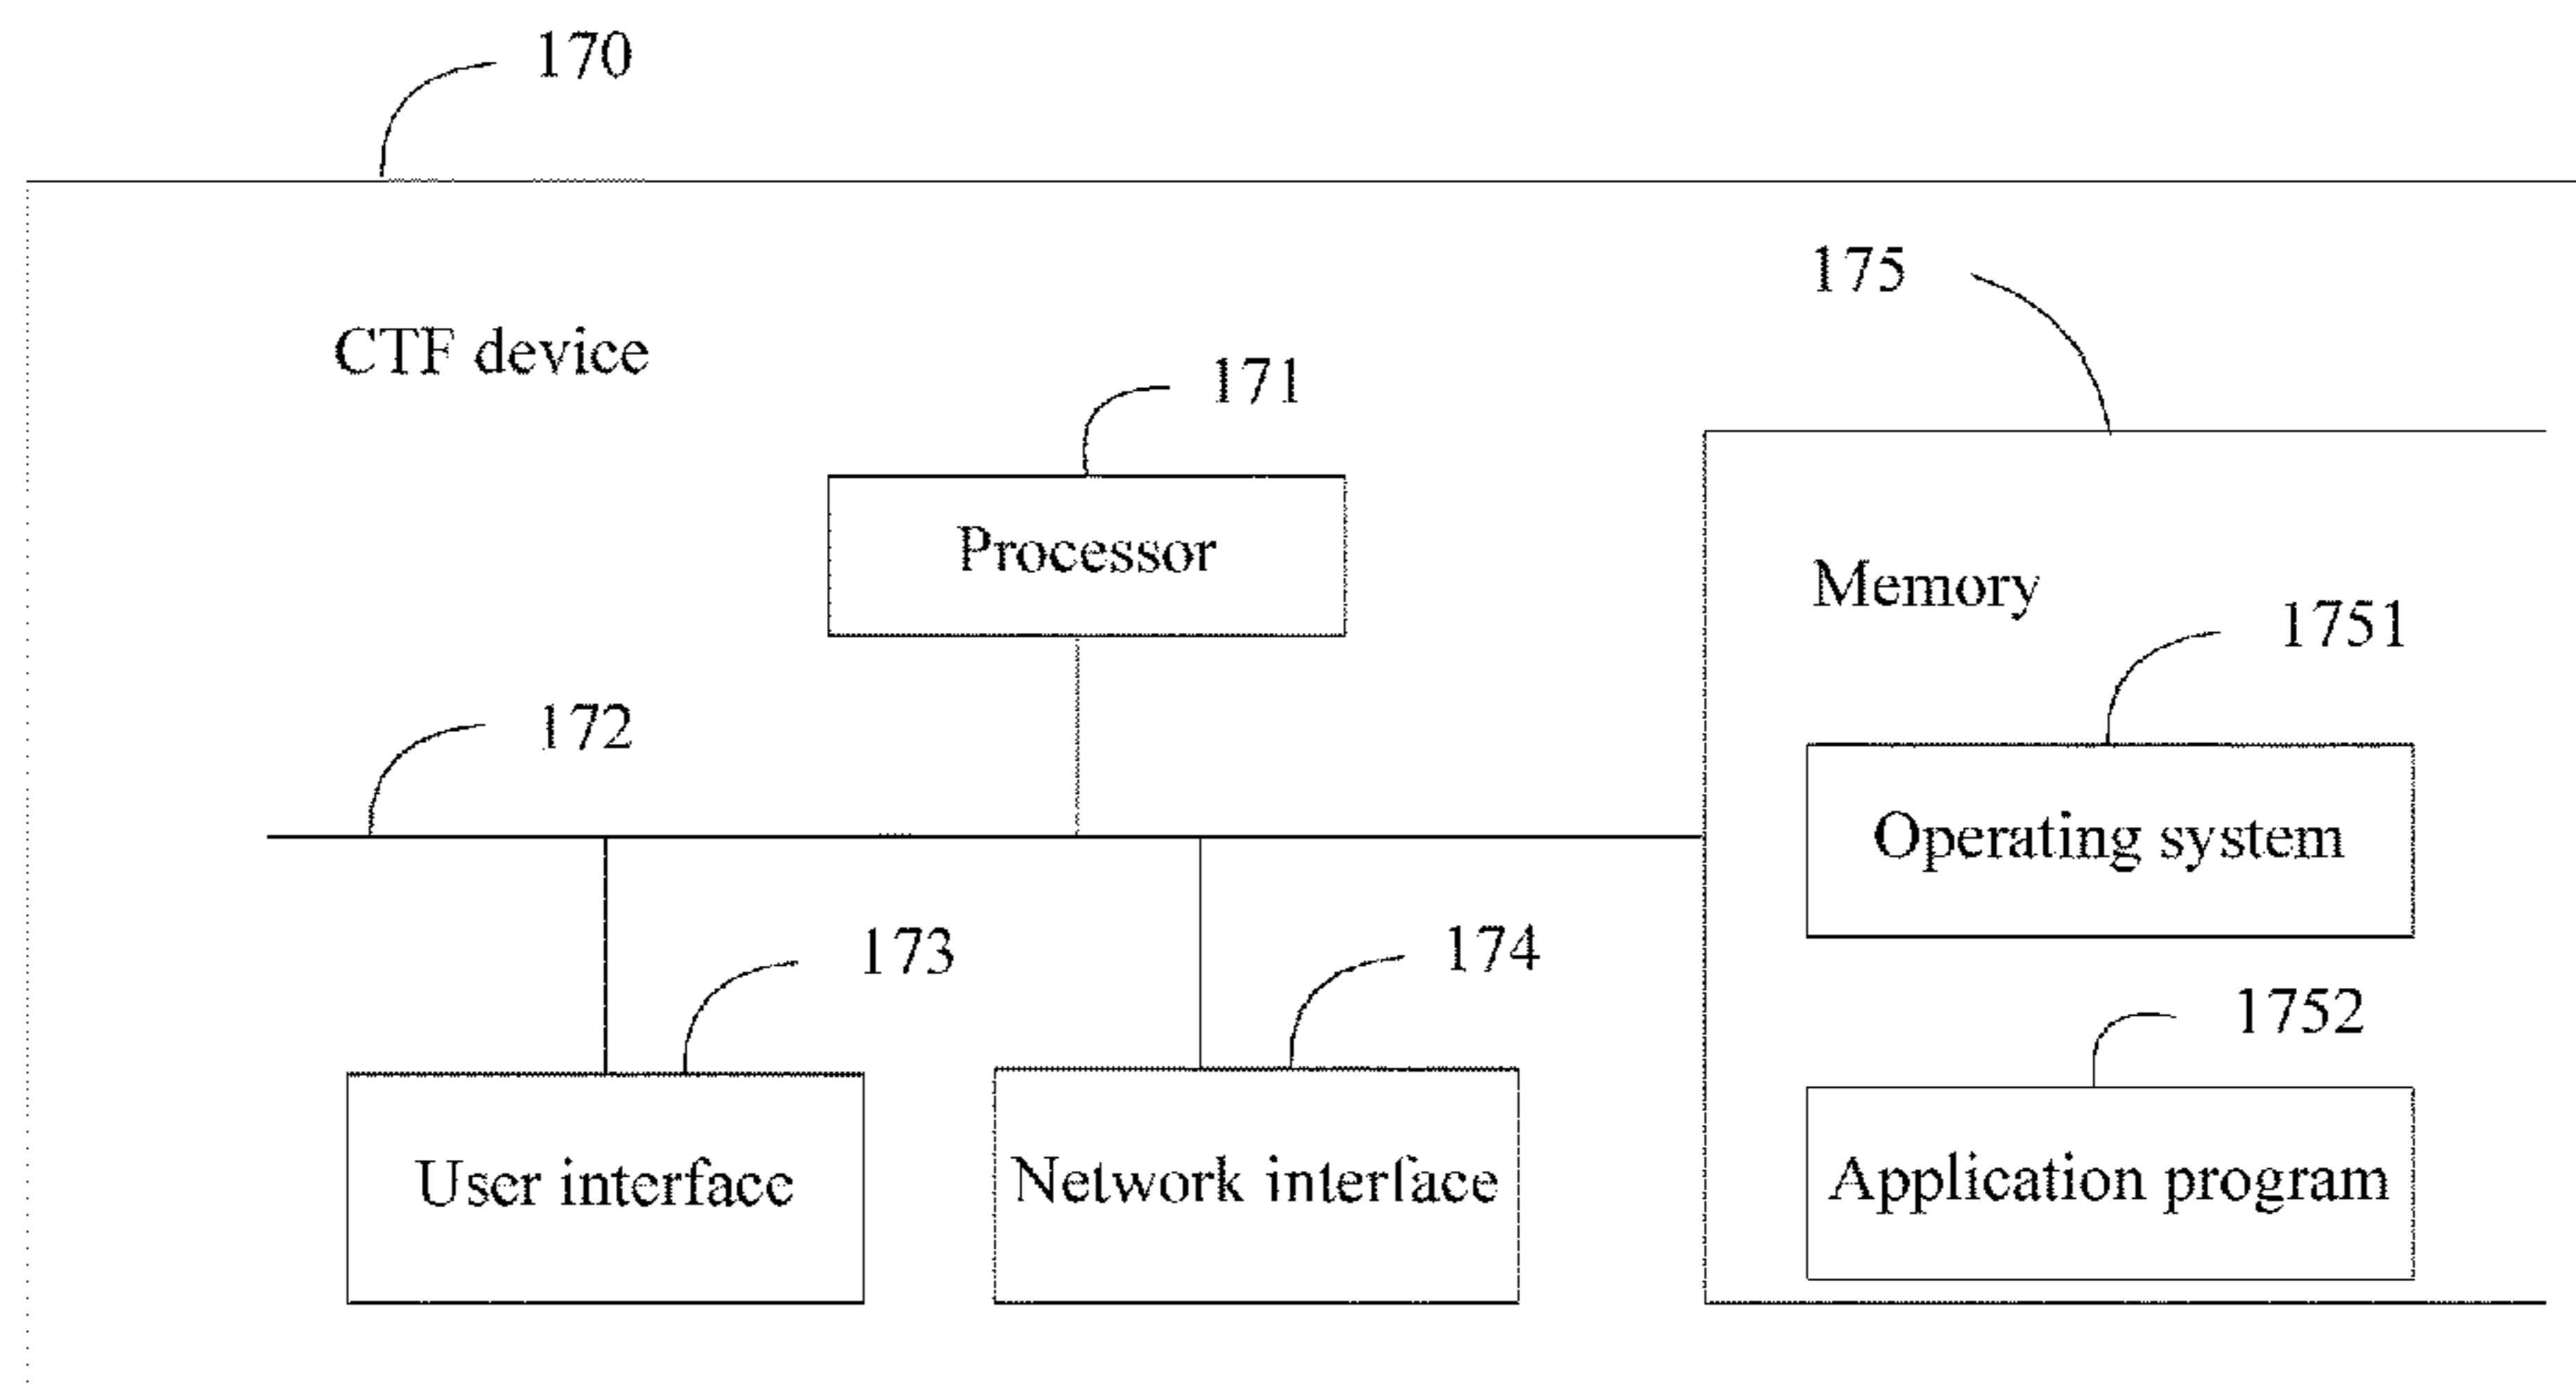 170
175
CTF device
171
Processor
Memory
1751
172
Operating system
173
174
1752
User interface
Network interface
Application program